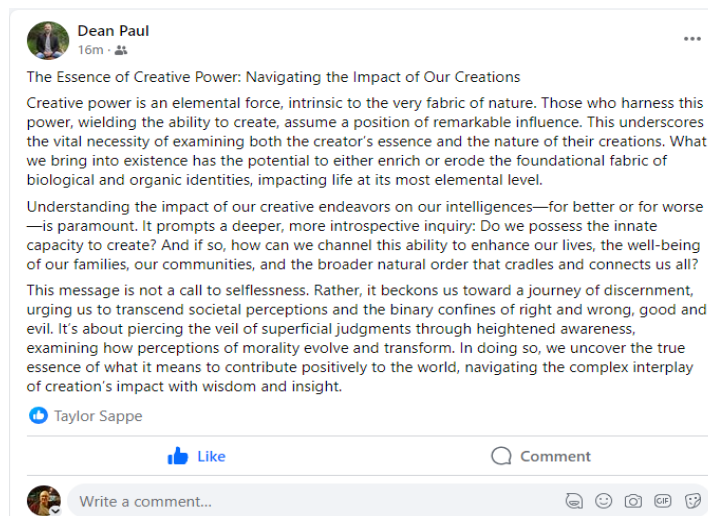 Dean Paul
16m ·
The Essence of Creative Power: Navigating the Impact of Our Creations
Creative power is an elemental force, intrinsic to the very fabric of nature. Those who harness this
power, wielding the ability to create, assume a position of remarkable influence. This underscores
the vital necessity of examining both the creator's essence and the nature of their creations. What
we bring into existence has the potential to either enrich or erode the foundational fabric of
biological and organic identities, impacting life at its most elemental level.
Understanding the impact of our creative endeavors on our intelligences—for better or for worse
—is paramount. It prompts a deeper, more introspective inquiry: Do we possess the innate
capacity to create? And if so, how can we channel this ability to enhance our lives, the well-being
of our families, our communities, and the broader natural order that cradles and connects us all?
This message is not a call to selflessness. Rather, it beckons us toward a journey of discernment,
urging us to transcend societal perceptions and the binary confines of right and wrong, good and
evil. It's about piercing the veil of superficial judgments through heightened awareness,
examining how perceptions of morality evolve and transform. In doing so, we uncover the true
essence of what it means to contribute positively to the world, navigating the complex interplay
of creation's impact with wisdom and insight.
Taylor Sappe
Like
Comment
Write a comment...
GIF